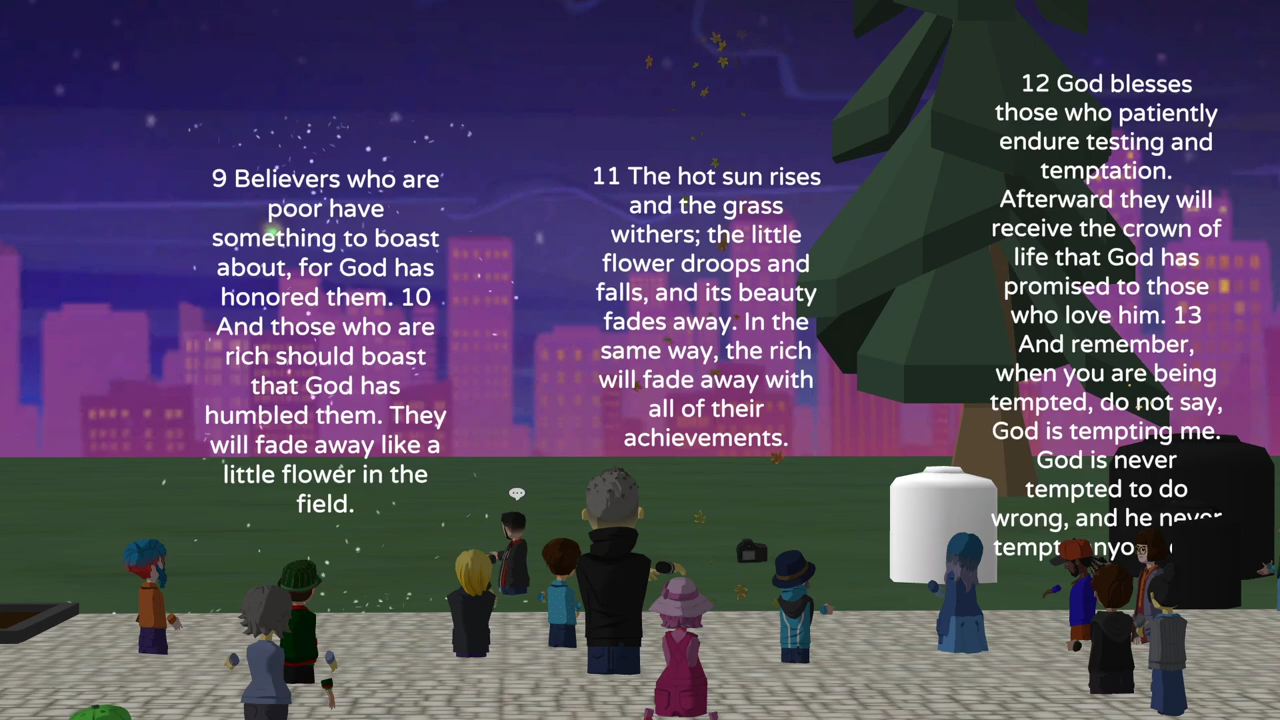 9 Believers who are
poor have
something to boast
about, for God has
honored them. 10
And those who are
rich should boast
that God has
humbled them. They
will fade away like a
little flower in the
field.
11 The hot sun rises
and the grass
withers; the little
flower droops and
falls, and its beauty
fades away. In the
same way, the rich
will fade away with
all of their
achievements.
12 God blesses
those who patiently
endure testing and
temptation.
Afterward they will
receive the crown of
life that God has
promised to those
who love him. 13
And remember,
when you are being
tempted, do not say,
God is tempting me.
God is never
tempted to do
wrong, and he never